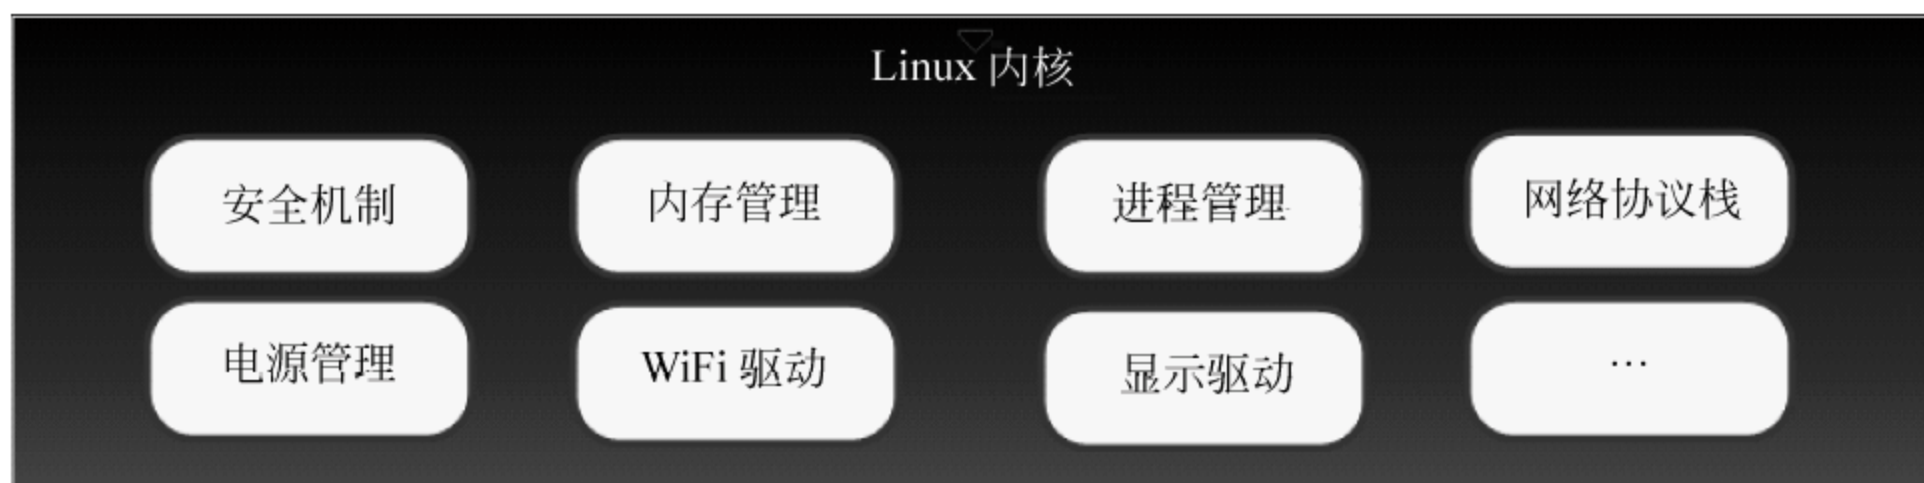 Linux 内核
安全机制
内存管理
进程管理
网络协议栈
电源管理
WiFi 驱动
显示驱动
…